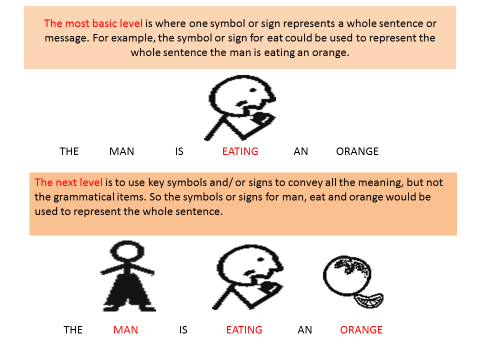 The most basic level is where one symbol or sign represents a whole sentence or
message. For example, the symbol or sign for eat could be used to represent the
whole sentence the man is eating an orange.
THE MAN IS EATING AN ORANGE
The next level is to use key symbols and/ or signs to convey all the meaning, but not
the grammatical items. So the symbols or signs for man, eat and orange would be
used to represent the whole sentence.
THE MAN IS EATING AN ORANGE